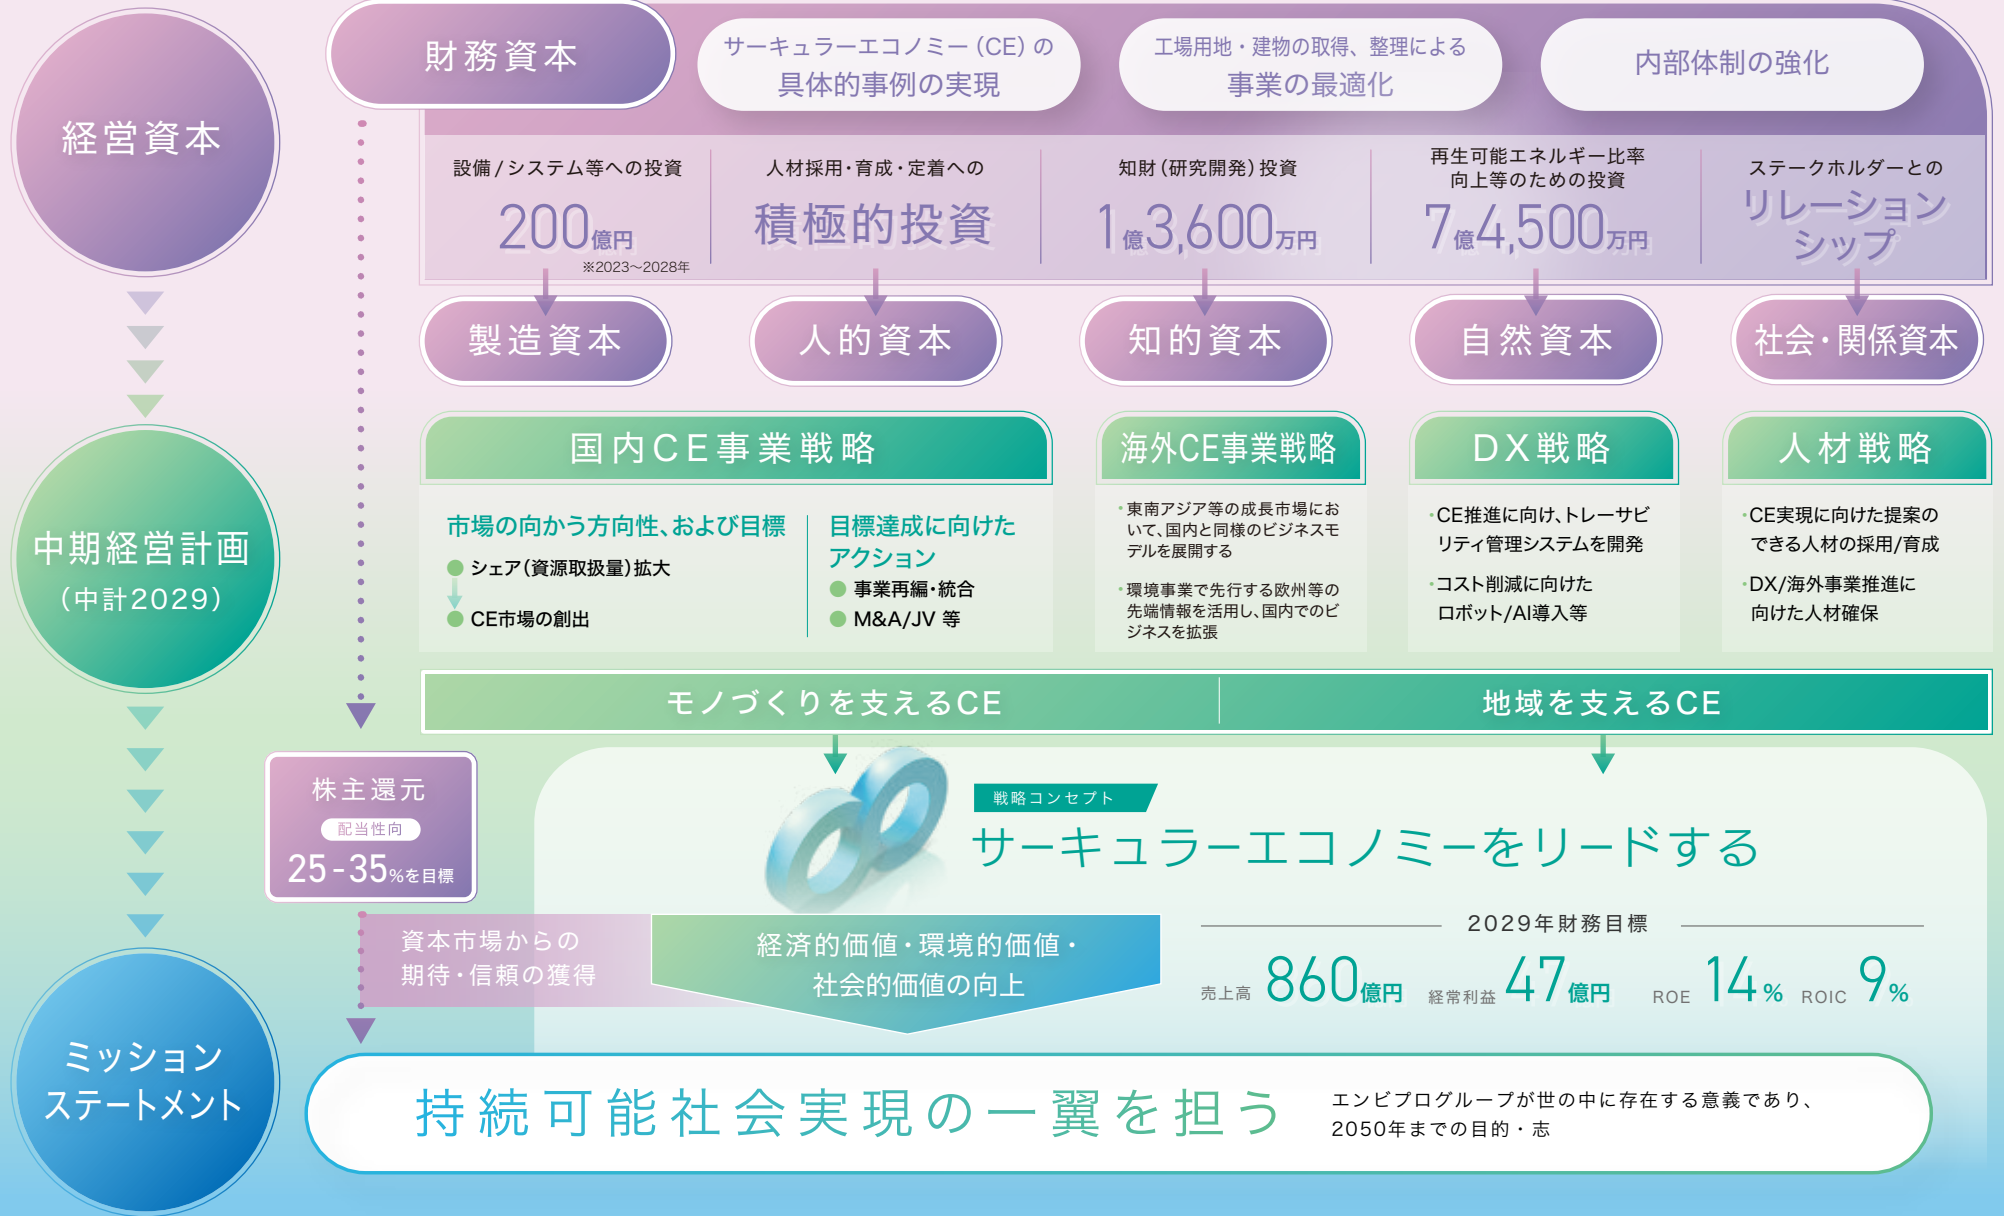 経営資本
財務資本
サーキュラーエコノミー（CE）の
具体的事例の実現
工場用地・建物の取得、整理による
事業の最適化
内部体制の強化
設備/システム等への投資
200億円
※2023〜2028年
人材採用・育成・定着への
積極的投資
知財（研究開発）投資
1億3,600万円
再生可能エネルギー比率
向上等のための投資
7億4,500万円
ステークホルダーとの
リレーション
シップ
製造資本
人的資本
知的資本
自然資本
社会・関係資本
中期経営計画
（中計2029）
国内CE事業戦略
市場の向かう方向性、および目標
シェア（資源取扱量）拡大
CE市場の創出
目標達成に向けた
アクション
事業再編・統合
M&A/JV 等
海外CE事業戦略
・東南アジア等の成長市場にお
いて、国内と同様のビジネスモ
デルを展開する
・環境事業で先行する欧州等の
先端情報を活用し、国内でのビ
ジネスを拡張
DX戦略
・CE推進に向け、トレーサビ
リティ管理システムを開発
・コスト削減に向けた
ロボット/AI導入等
人材戦略
・CE実現に向けた提案の
できる人材の採用/育成
・DX/海外事業推進に
向けた人材確保
モノづくりを支えるCE
地域を支えるCE
株主還元
配当性向
25-35%を目標
戦略コンセプト
サーキュラーエコノミーをリードする
資本市場からの
期待・信頼の獲得
経済的価値・環境的価値・
社会的価値の向上
2029年財務目標
売上高 860億円 経常利益 47億円 ROE 14% ROIC 9%
ミッション
ステートメント
持続可能社会実現の一翼を担う
エンビプログループが世の中に存在する意義であり、
2050年までの目的・志